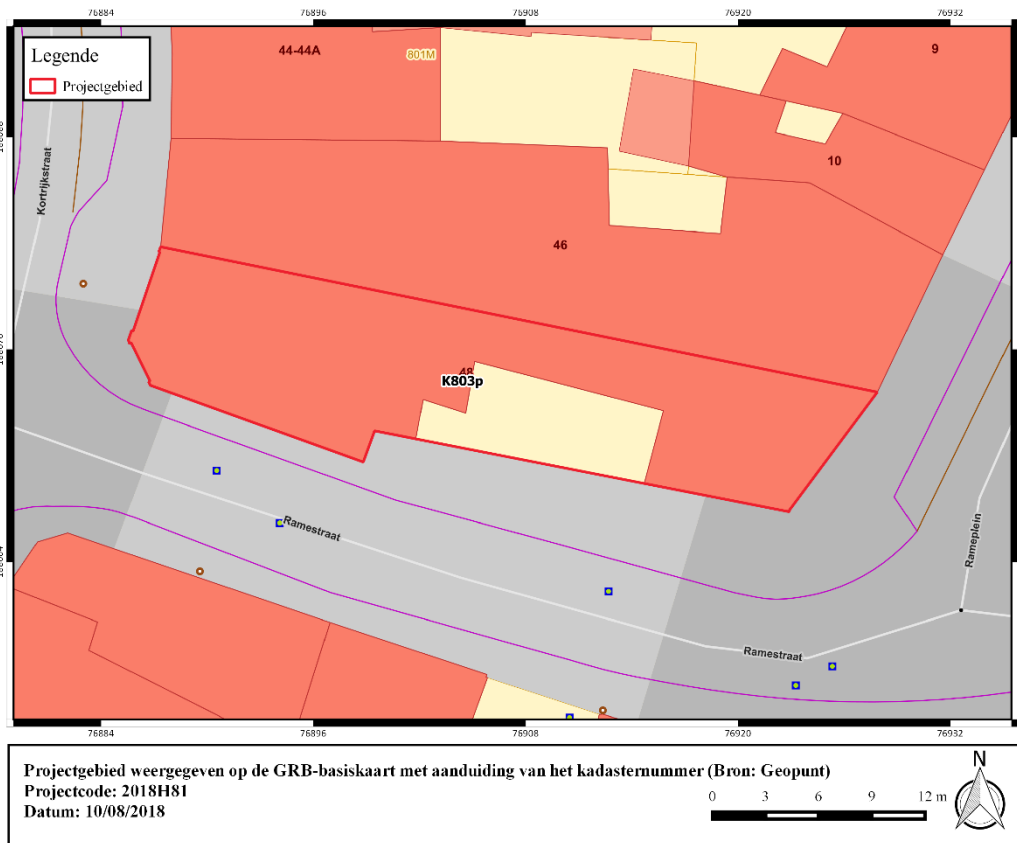 76884 76896 76908 76920 76932
Legende
Projectgebied
44-44A
801M
9
10
46
48
K803p
Kortrijkstraat
Ramestraat
Ramestraat
Rameplein
76884 76896 76908 76920 76932
Projectgebied weergegeven op de GRB-basiskaart met aanduiding van het kadasternummer (Bron: Geopunt)
Projectcode: 2018H81
Datum: 10/08/2018
0 3 6 9 12 m
N